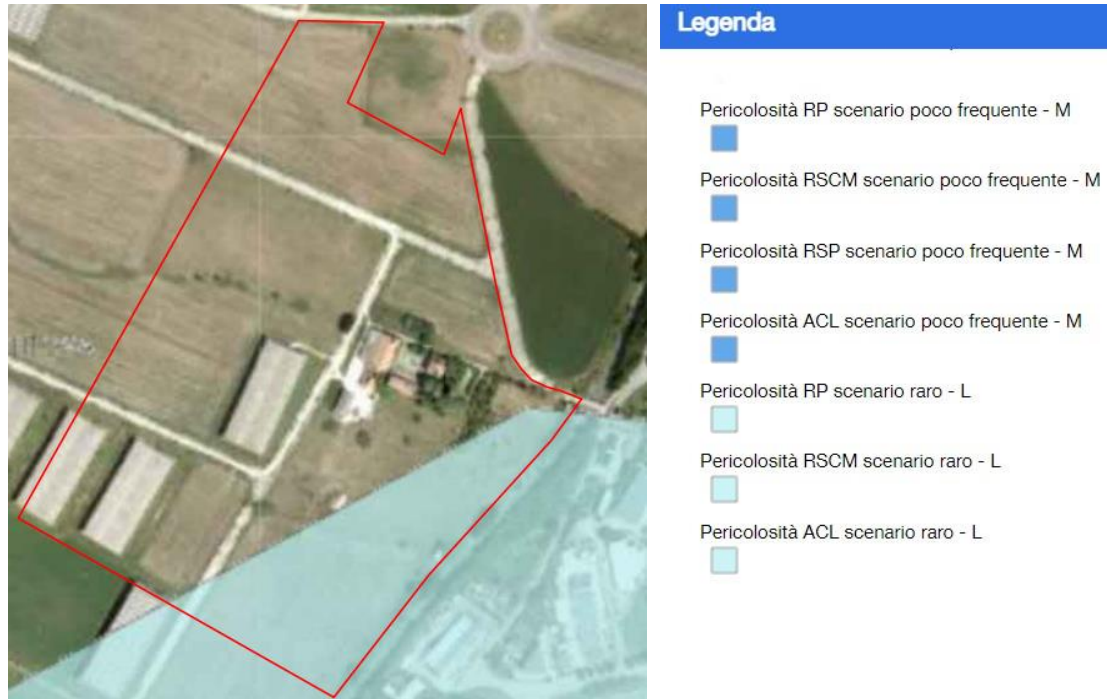 Legenda
Pericolosità RP scenario poco frequente - M
Pericolosità RSCM scenario poco frequente - M
Pericolosità RSP scenario poco frequente - M
Pericolosità ACL scenario poco frequente - M
Pericolosità RP scenario raro - L
Pericolosità RSCM scenario raro - L
Pericolosità ACL scenario raro - L